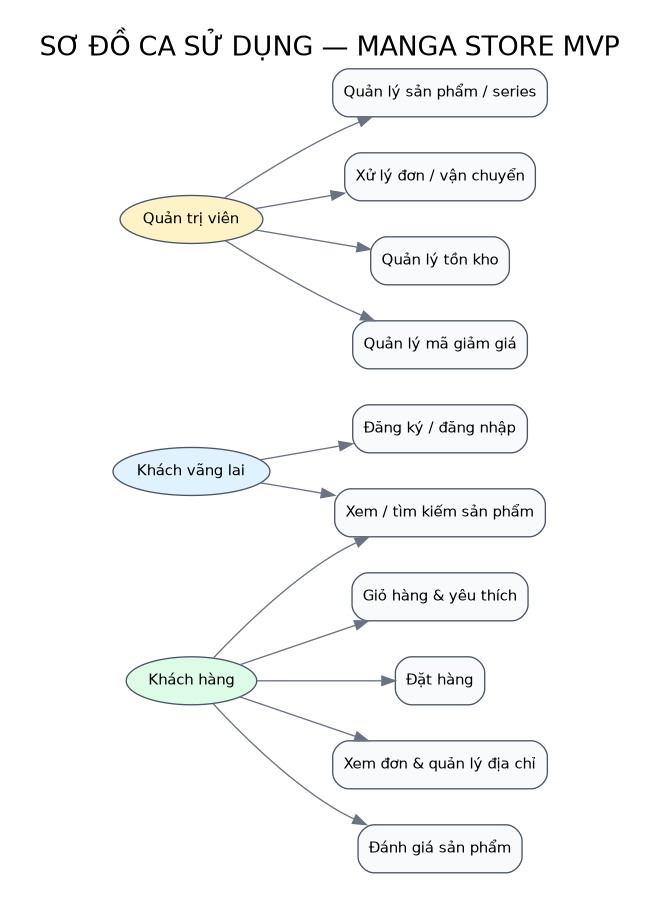 SƠ ĐỒ CA SỬ DỤNG — MANGA STORE MVP
Quản lý sản phẩm / series
Xử lý đơn / vận chuyển
Quản trị viên
Quản lý tồn kho
Quản lý mã giảm giá
Đăng ký / đăng nhập
Khách vãng lai
Xem / tìm kiếm sản phẩm
Giỏ hàng & yêu thích
Khách hàng
Đặt hàng
Xem đơn & quản lý địa chỉ
Đánh giá sản phẩm